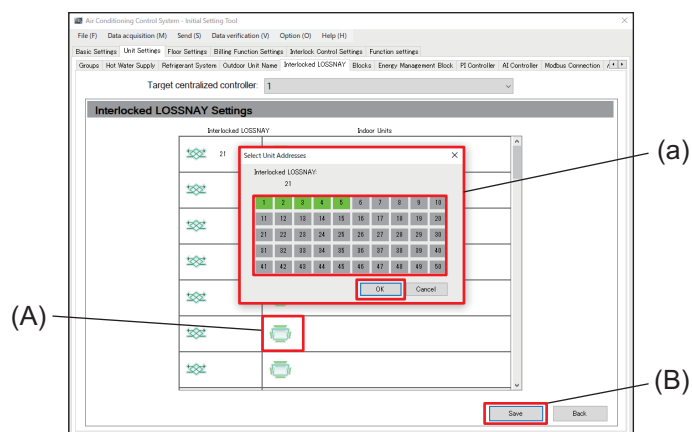 Air Conditioning Control System - Initial Setting Tool
File (F) Data acquisition (M) Send (S) Data verification (V) Option (O) Help (H)
Basic Settings Unit Settings Floor Settings Billing Function Settings Interlock Control Settings Function settings
Groups Hot Water Supply Refrigerant System Outdoor Unit Name Interlocked LOSSNAY Blocks Energy Management Block PI Controller AI Controller Modbus Connection
Target centralized controller: 1
Interlocked LOSSNAY Settings
Interlocked LOSSNAY Indoor Units
21
Select Unit Addresses
Interlocked LOSSNAY:
21
1 2 3 4 5 6 7 8 9 10
11 12 13 14 15 16 17 18 19 20
21 22 23 24 25 26 27 28 29 30
31 32 33 34 35 36 37 38 39 40
41 42 43 44 45 46 47 48 49 50
OK Cancel
(a)
(A)
(B)
Save Back